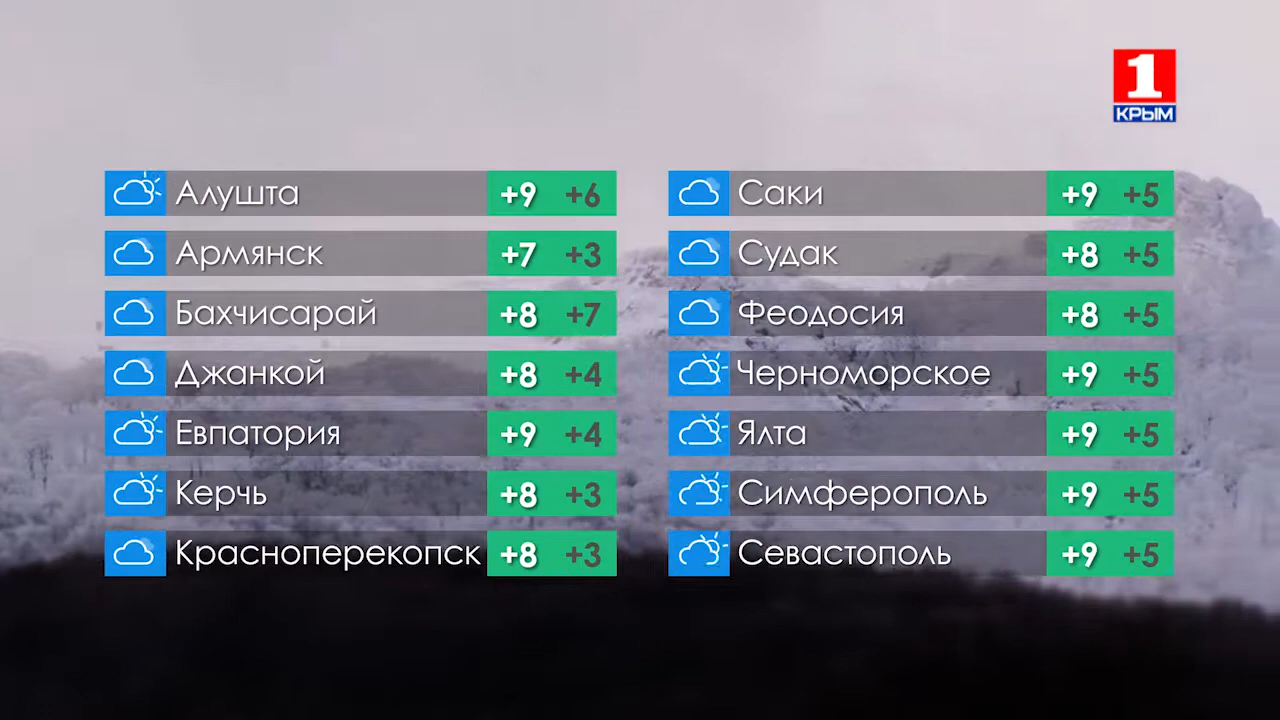 1
КРЫМ
Алушта +9 +6
Армянск +7 +3
Бахчисарай +8 +7
Джанкой +8 +4
Евпатория +9 +4
Керчь +8 +3
Красноперекопск +8 +3
Саки +9 +5
Судак +8 +5
Феодосия +8 +5
Черноморское +9 +5
Ялта +9 +5
Симферополь +9 +5
Севастополь +9 +5